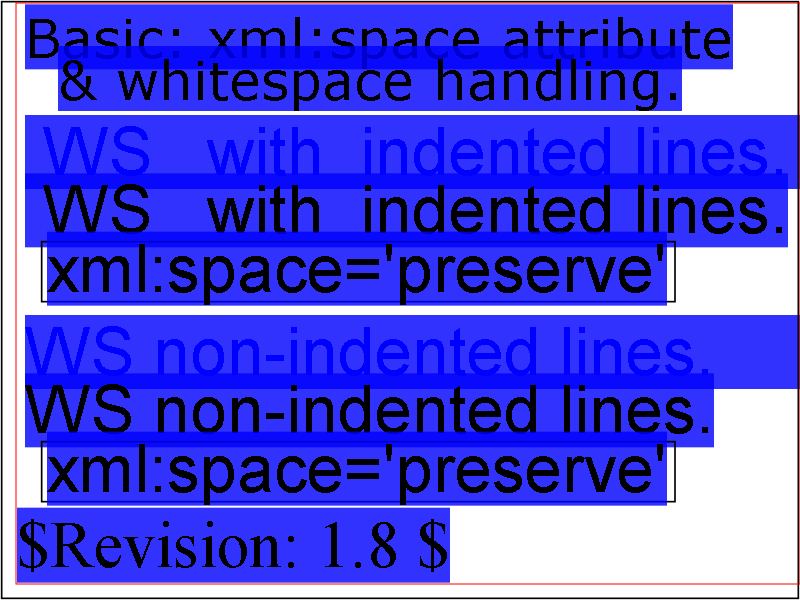 Basic: xml:space attribute
& whitespace handling.
WS   with  indented lines.
WS   with  indented lines.
xml:space='preserve'
WS non-indented lines.
WS non-indented lines.
xml:space='preserve'
$Revision: 1.8 $